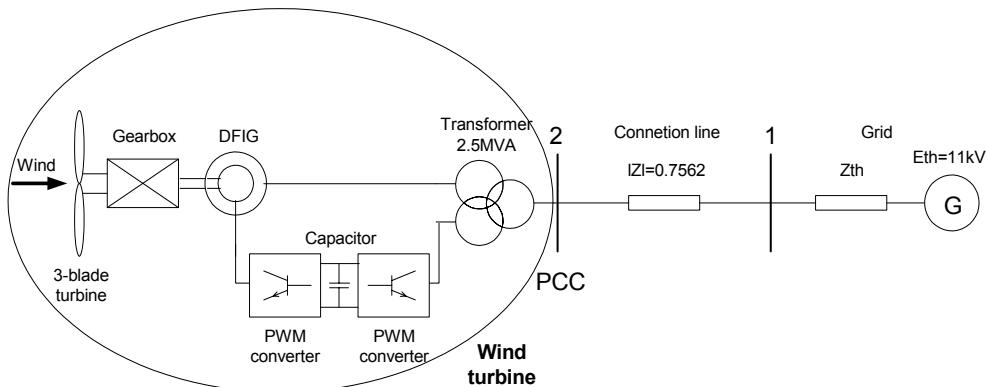 Wind
Gearbox
DFIG
Transformer
2.5MVA
2
Connetion line
1
Grid
IZI=0.7562
Zth
Eth=11kV
G
3-blade
turbine
Capacitor
PWM
converter
PWM
converter
PCC
Wind
turbine